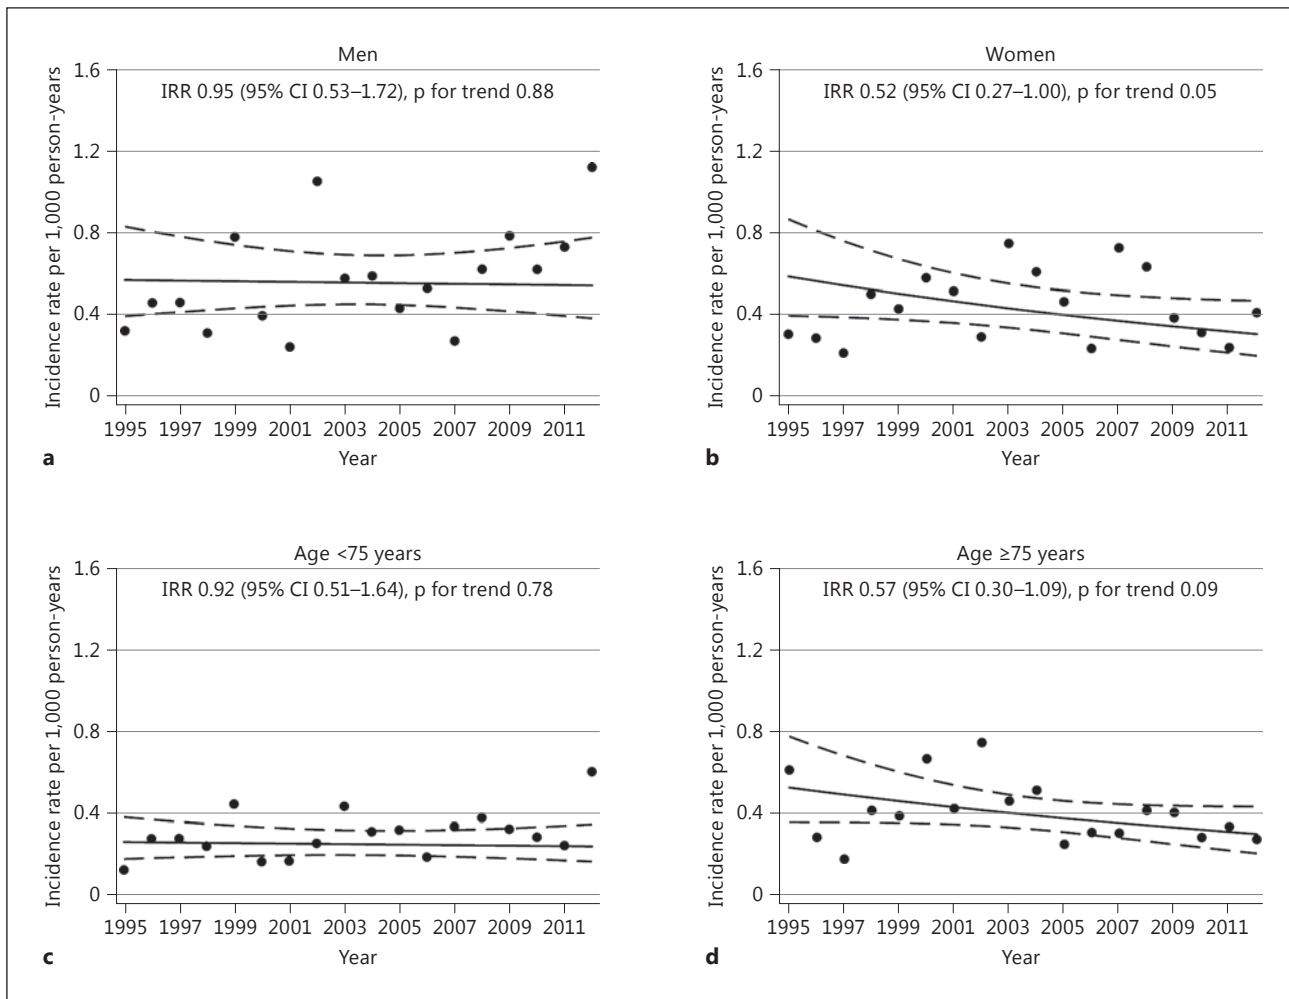 Men
IRR 0.95 (95% CI 0.53–1.72), p for trend 0.88
Incidence rate per 1,000 person-years
1.6
1.2
0.8
0.4
0
1995 1997 1999 2001 2003 2005 2007 2009 2011
Year
a
Women
IRR 0.52 (95% CI 0.27–1.00), p for trend 0.05
Incidence rate per 1,000 person-years
1.6
1.2
0.8
0.4
0
1995 1997 1999 2001 2003 2005 2007 2009 2011
Year
b
Age <75 years
IRR 0.92 (95% CI 0.51–1.64), p for trend 0.78
Incidence rate per 1,000 person-years
1.6
1.2
0.8
0.4
0
1995 1997 1999 2001 2003 2005 2007 2009 2011
Year
c
Age ≥75 years
IRR 0.57 (95% CI 0.30–1.09), p for trend 0.09
Incidence rate per 1,000 person-years
1.6
1.2
0.8
0.4
0
1995 1997 1999 2001 2003 2005 2007 2009 2011
Year
d